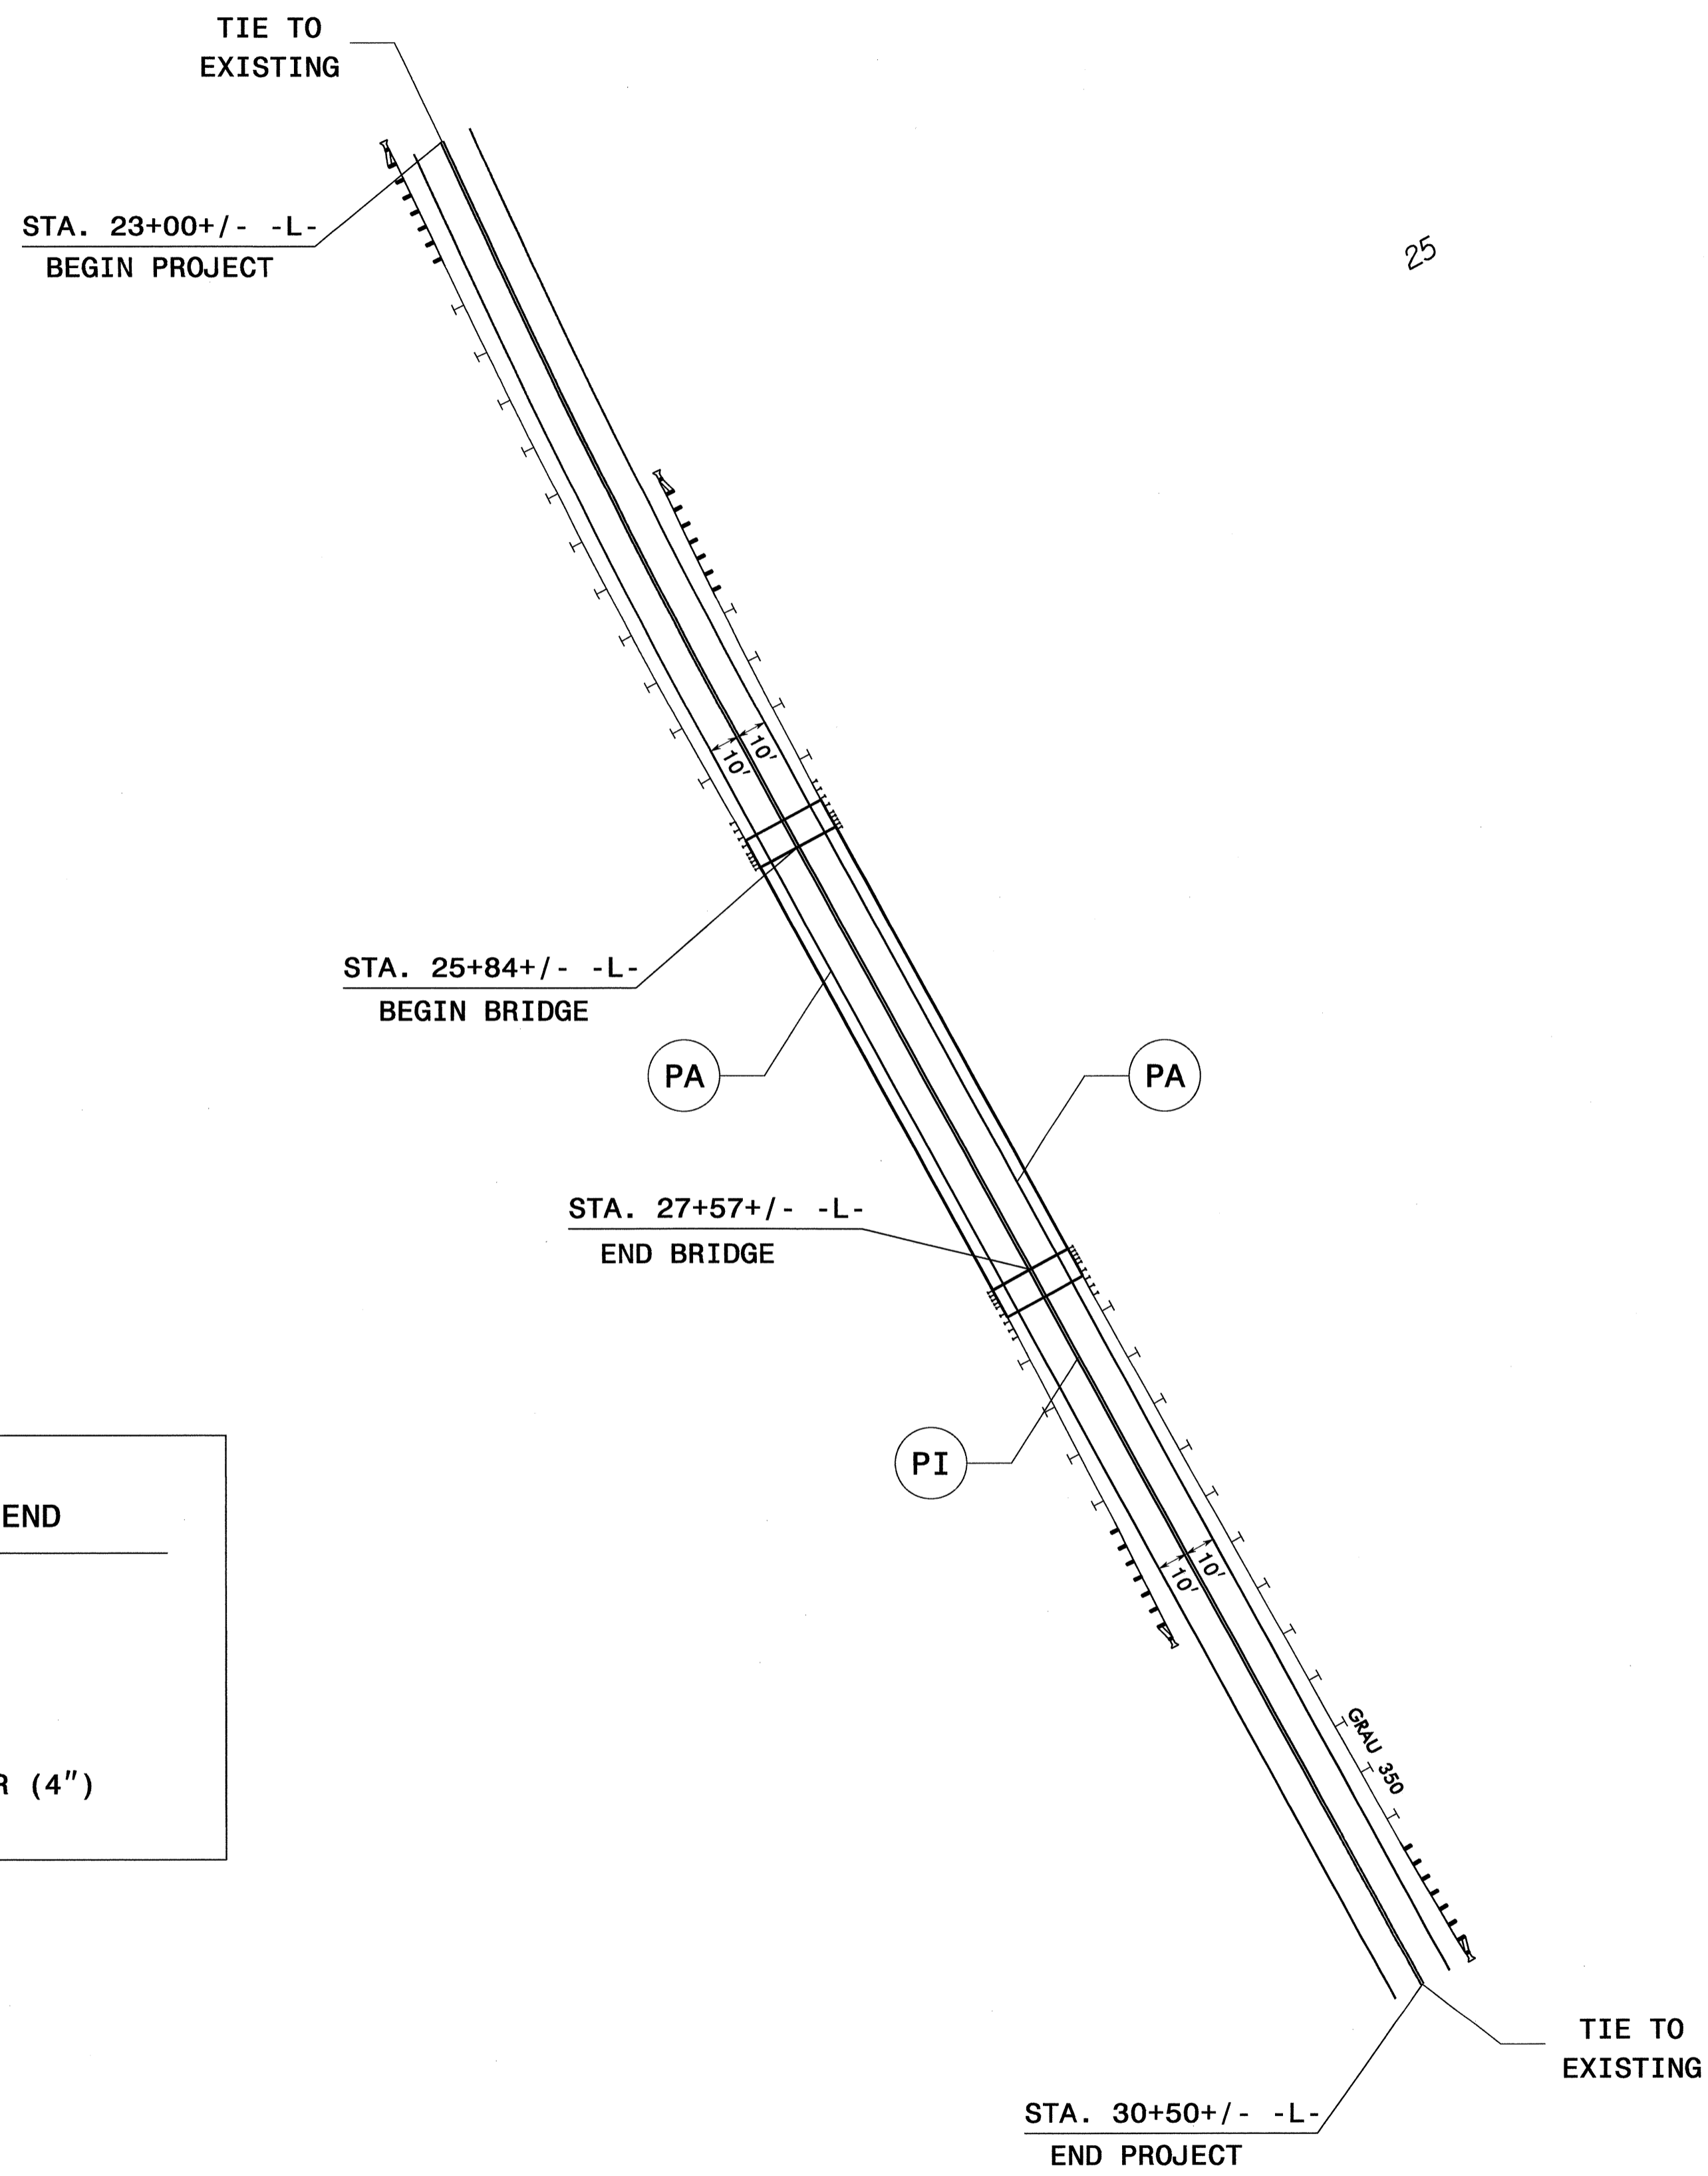 TIE TO
EXISTING
STA. 23+00+/- -L-
BEGIN PROJECT
25
10'
10'
STA. 25+84+/- -L-
BEGIN BRIDGE
PA
PA
STA. 27+57+/- -L-
END BRIDGE
PI
END
10'
10'
GRAU 350
R (4")
TIE TO
EXISTING
STA. 30+50+/- -L-
END PROJECT